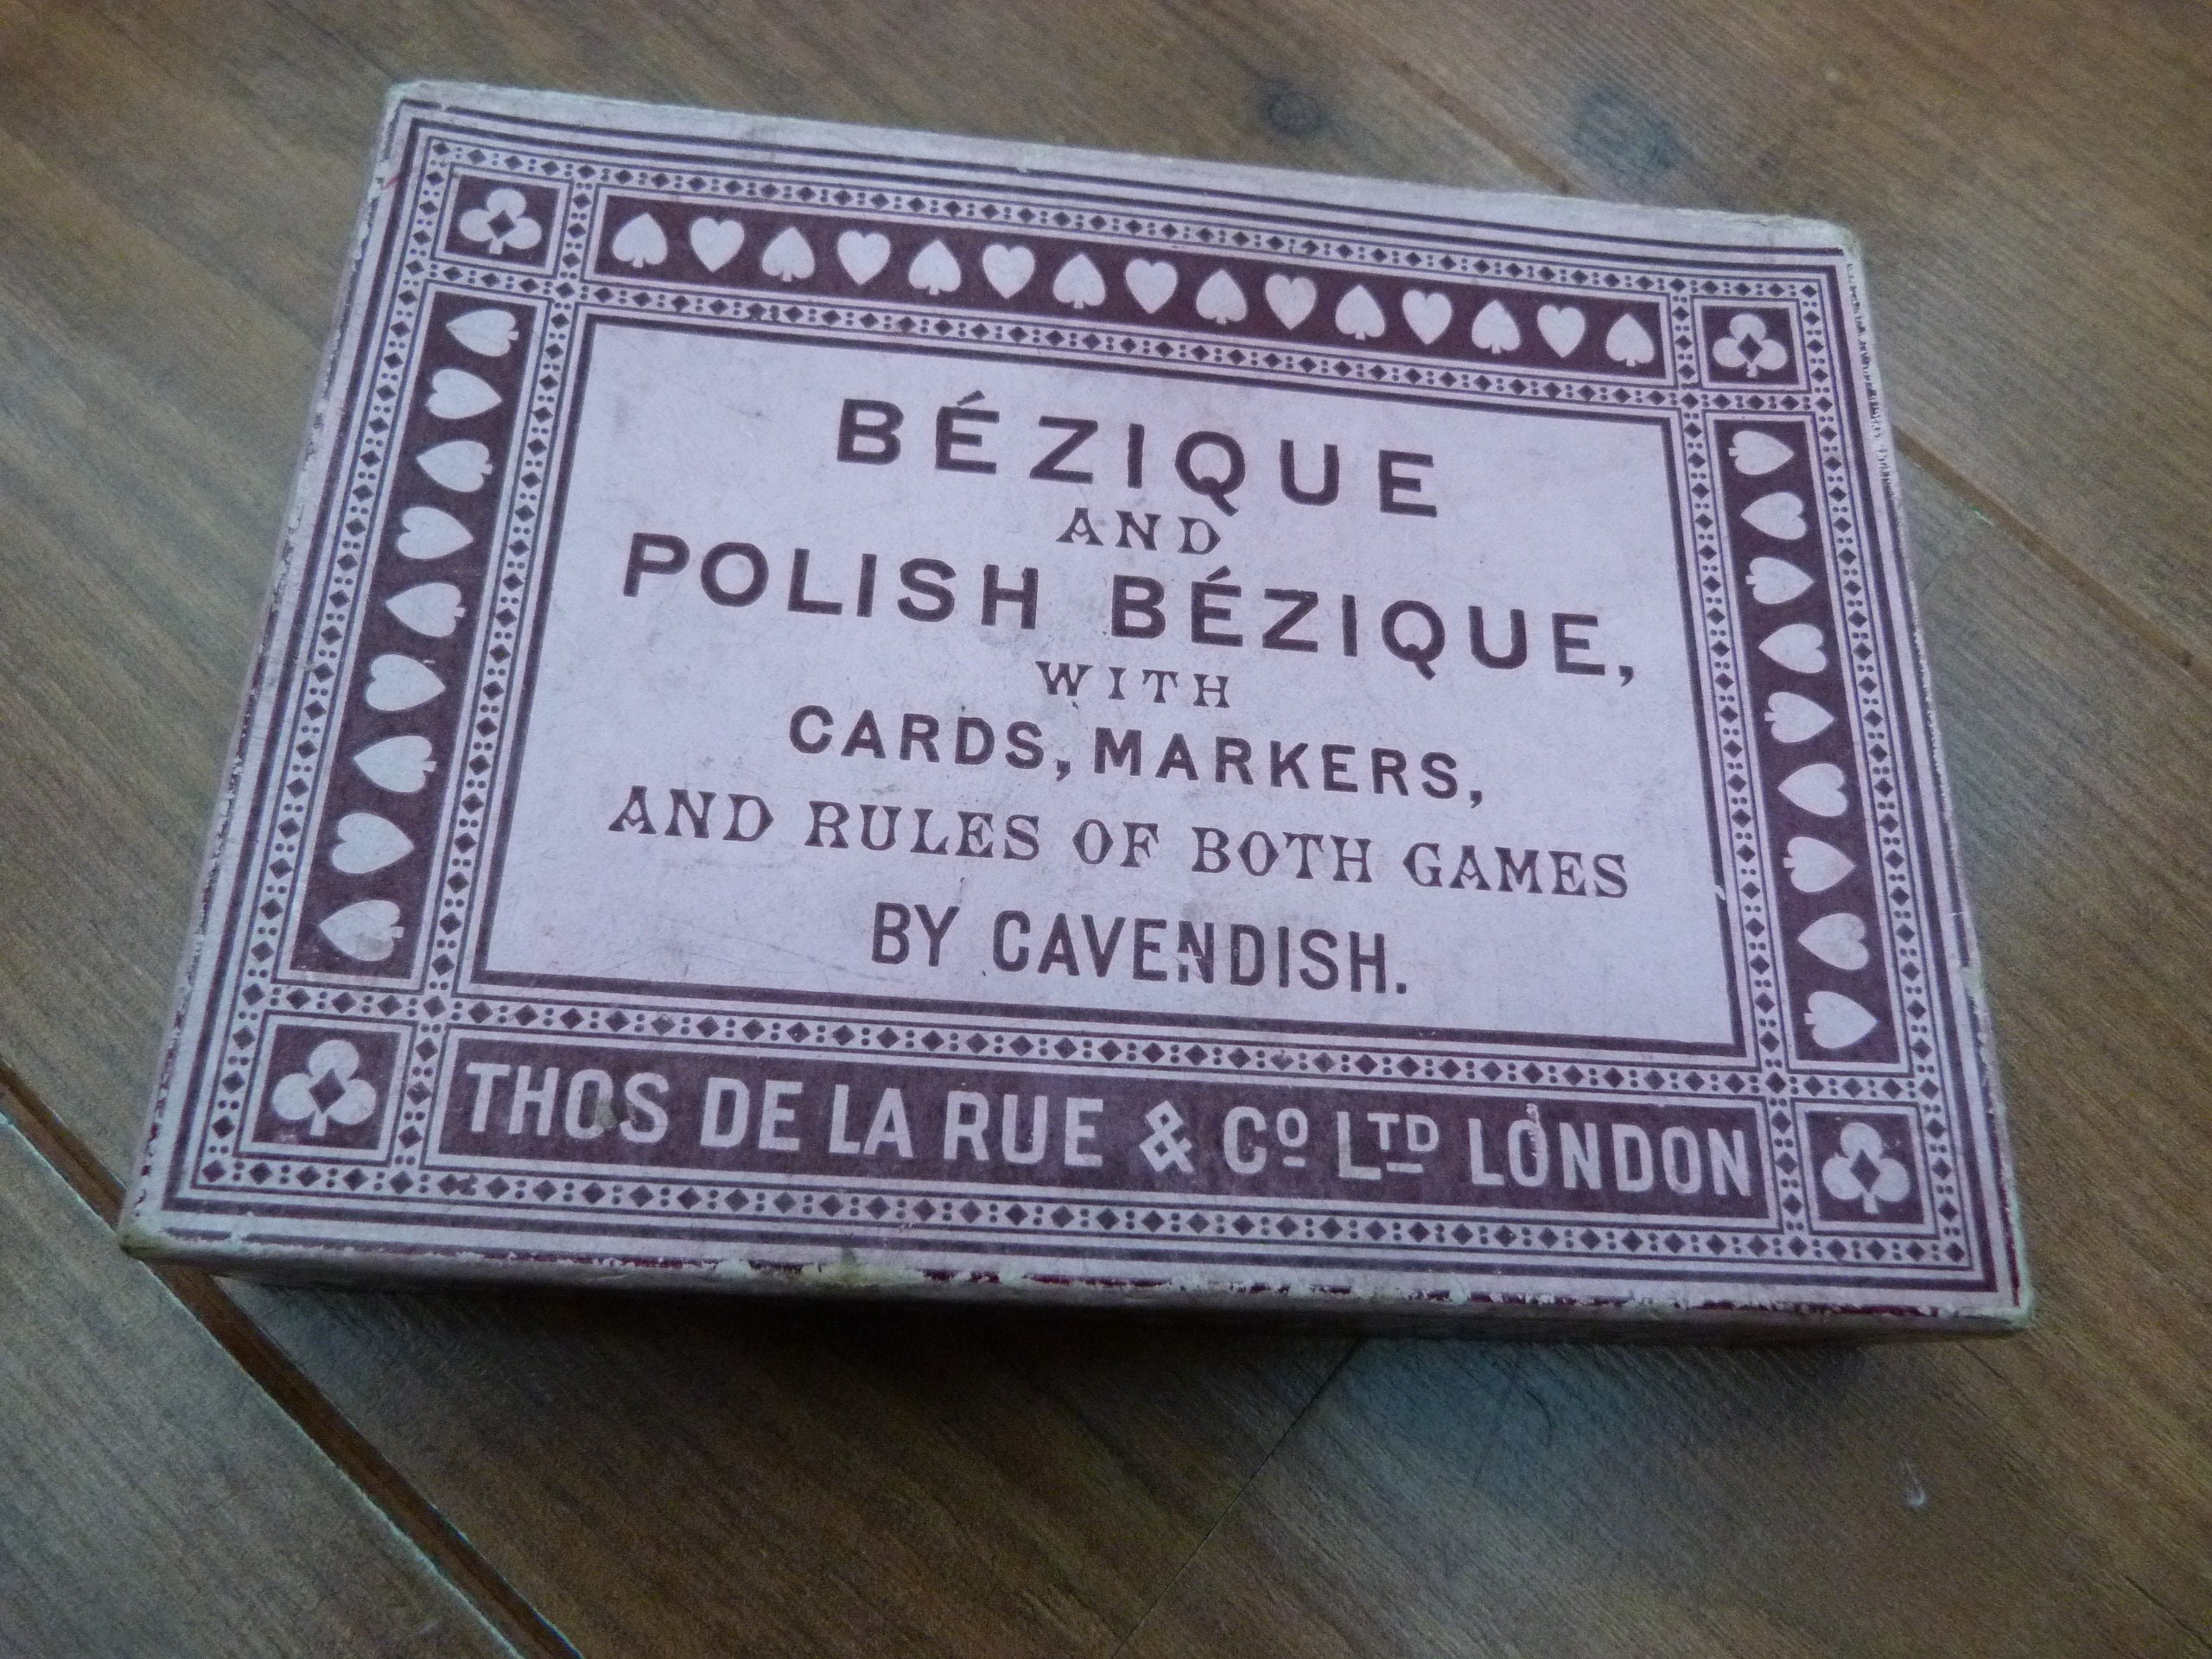 BÉZIQUE
AND
POLISH BÉZIQUE,
WITH
CARDS, MARKERS,
AND RULES OF BOTH GAMES
BY CAVENDISH.
THOS DE LA RUE & Cº LTD LONDON